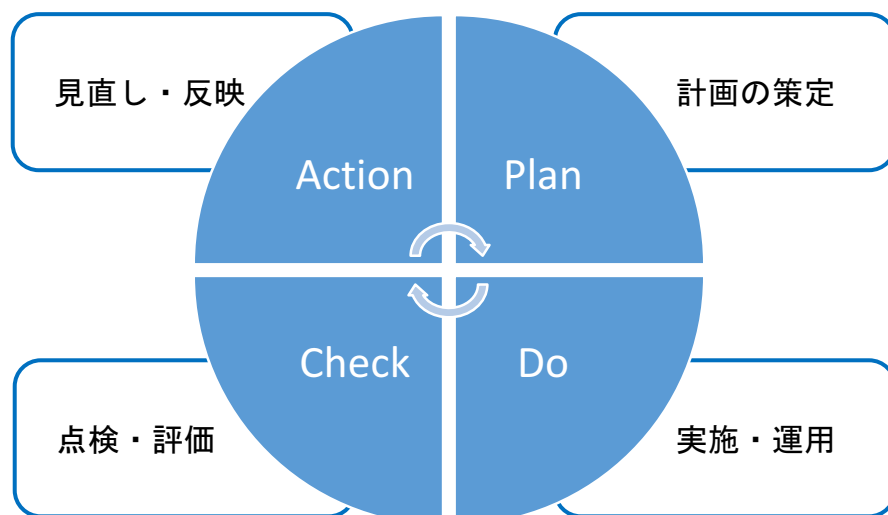 見直し・反映
計画の策定
Action
Plan
Check
Do
点検・評価
実施・運用